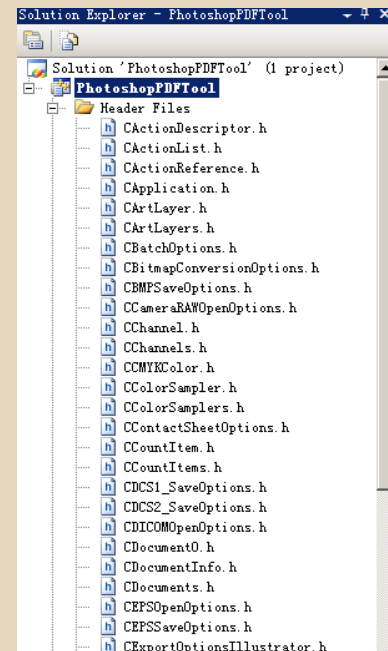 Solution Explorer - PhotoshopPDFTool
Solution 'PhotoshopPDFTool' (1 project)
PhotoshopPDFTool
Header Files
CActionDescriptor.h
CActionList.h
CActionReference.h
CApplication.h
CArtLayer.h
CArtLayers.h
CBatchOptions.h
CBitmapConversionOptions.h
CBMPSaveOptions.h
CCameraRAWOpenOptions.h
CChannel.h
CChannels.h
CCMYKColor.h
CColorSampler.h
CColorSamplers.h
CContactSheetOptions.h
CCountItem.h
CCountItems.h
CDCS1_SaveOptions.h
CDCS2_SaveOptions.h
CDICOMOpenOptions.h
CDocument0.h
CDocumentInfo.h
CDocuments.h
CEPSOpenOptions.h
CEPSSaveOptions.h
CExportOptionsIllustrator.h